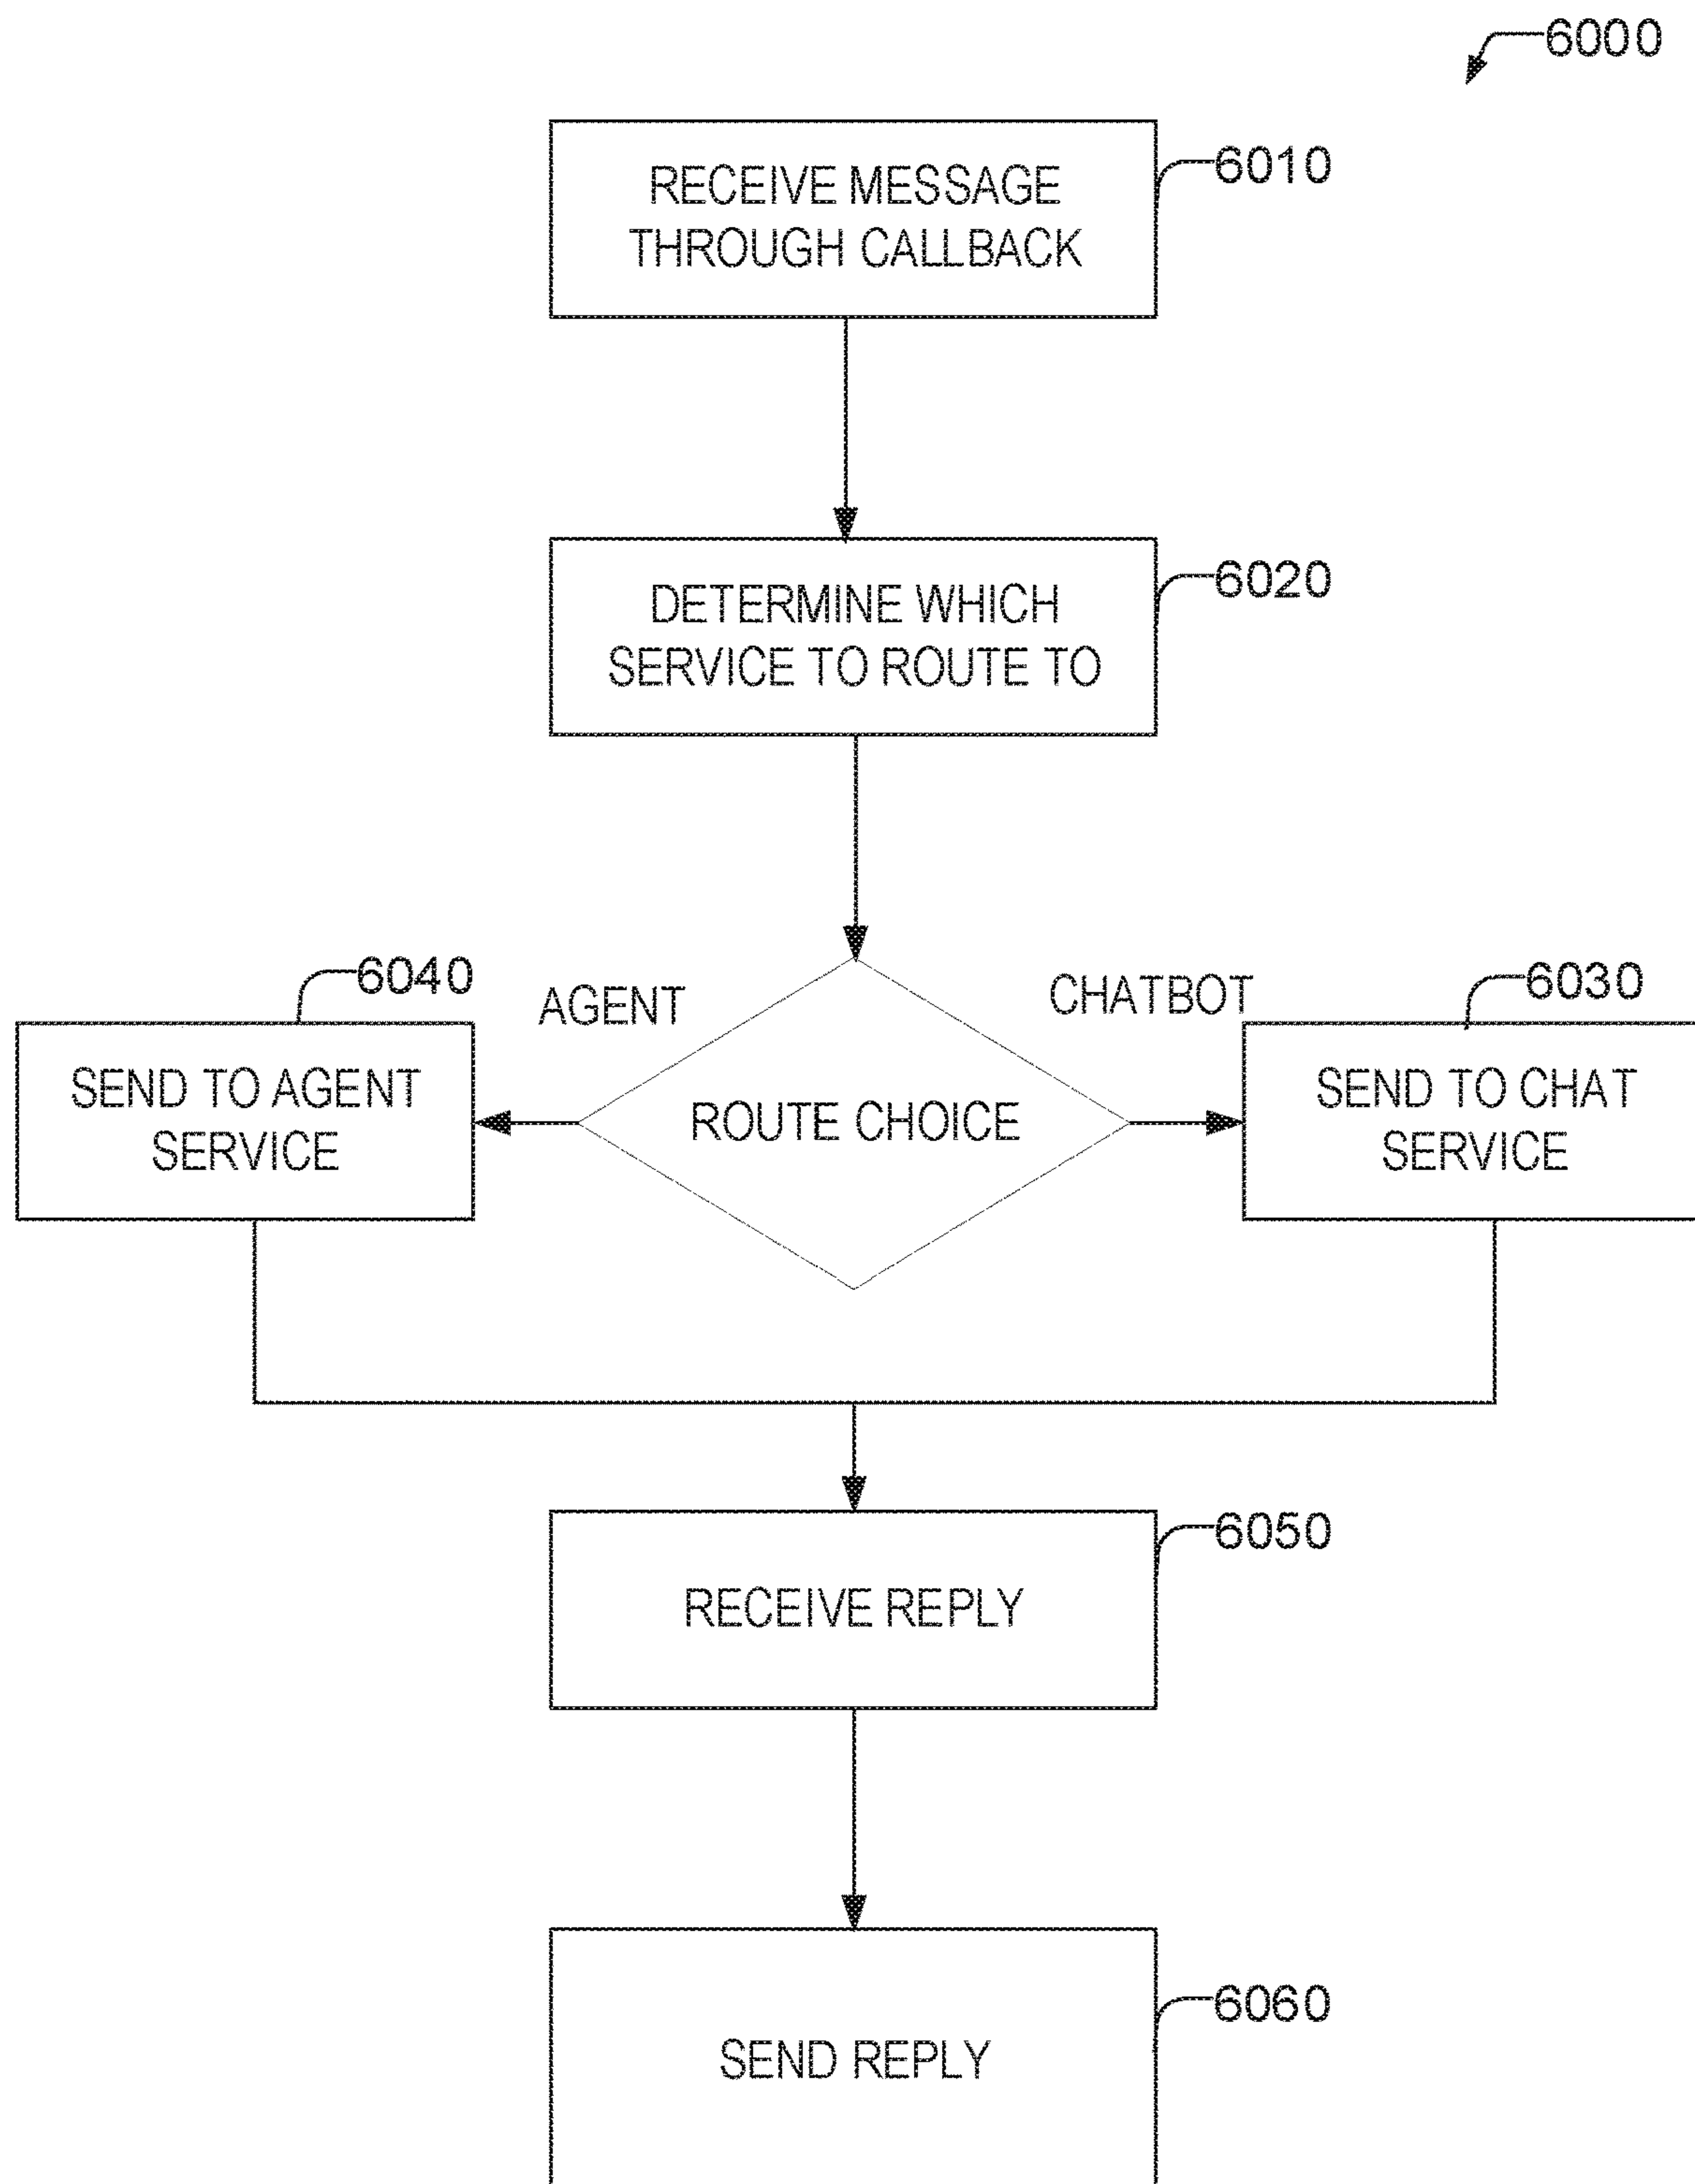 6000
RECEIVE MESSAGE
THROUGH CALLBACK
6010
DETERMINE WHICH
SERVICE TO ROUTE TO
6020
6040
AGENT
CHATBOT
6030
SEND TO AGENT
SERVICE
ROUTE CHOICE
SEND TO CHAT
SERVICE
RECEIVE REPLY
6050
SEND REPLY
6060